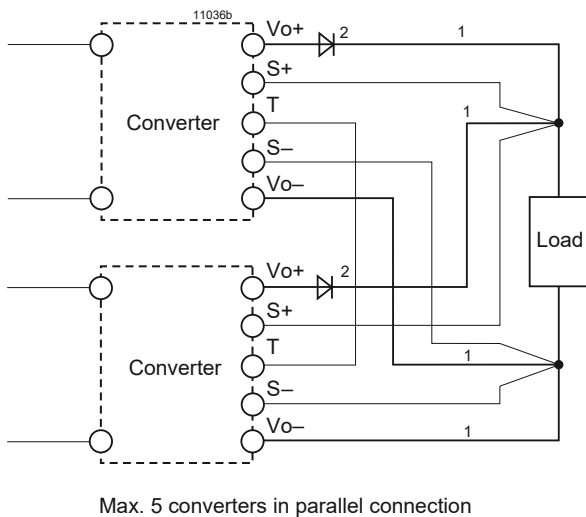 11036b
Vo+
2
1
S+
T
1
Converter
S–
Vo–
Load
Vo+
2
S+
T
1
Converter
S–
Vo–
1
Max. 5 converters in parallel connection